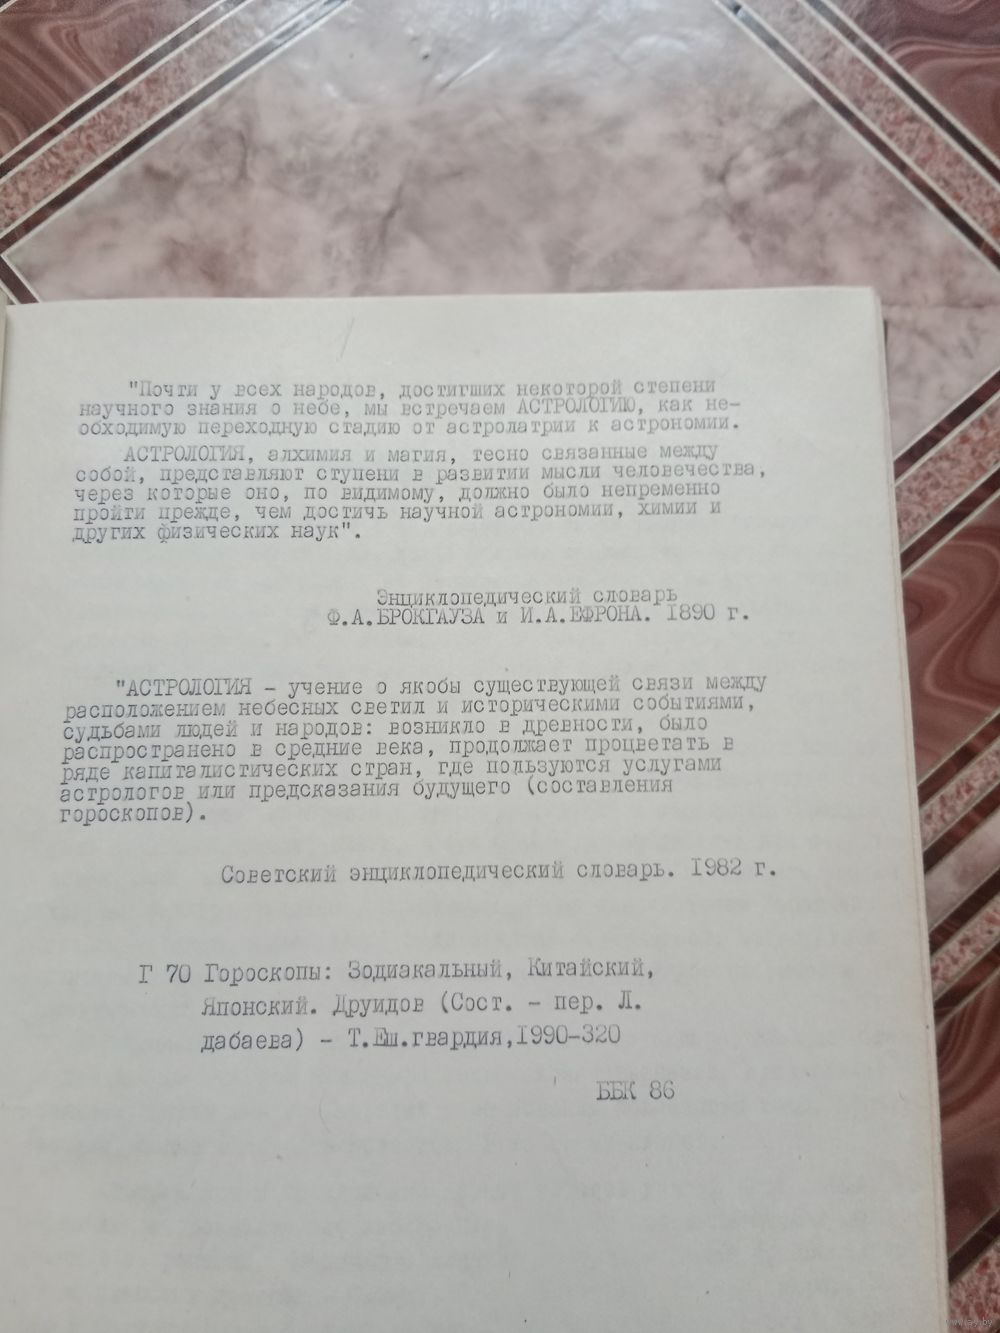 "Почти у всех народов, достигших некоторой степени
научного знания о небе, мы встречаем АСТРОЛОГИЮ, как не-
обходимую переходную стадию от астролатрии к астрономии.
АСТРОЛОГИЯ, алхимия и магия, тесно связанные между
собой, представляют ступени в развитии мысли человечества,
через которые оно, по видимому, должно было непременно
пройти прежде, чем достичь научной астрономии, химии и
других физических наук".
Энциклопедический словарь
Ф.А.БРОКГАУЗА и И.А.ЕФРОНА. 1890 г.
"АСТРОЛОГИЯ – учение о якобы существующей связи между
расположением небесных светил и историческими событиями,
судьбами людей и народов: возникло в древности, было
распространено в средние века, продолжает процветать в
ряде капиталистических стран, где пользуются услугами
астрологов или предсказания будущего (составления
гороскопов).
Советский энциклопедический словарь. 1982 г.
Г 70 Гороскопы: Зодиакальный, Китайский,
Японский. Друидов (Сост. – пер. Л.
дабаева) – Т.Еш.гвардия,1990–320
ББК 86
www.ay.by